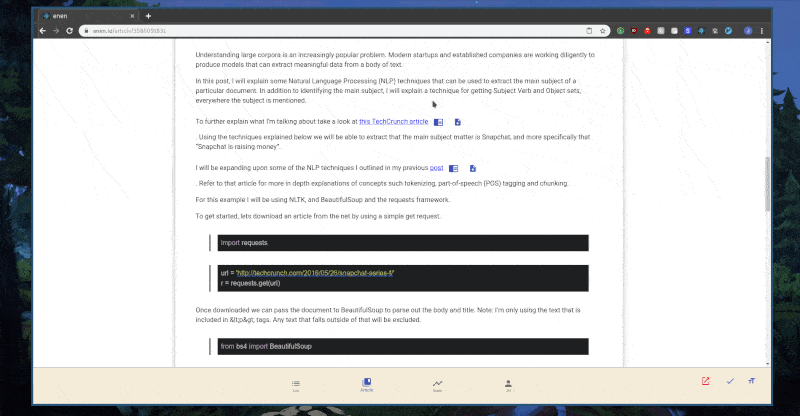 enen
Understanding large corpora is an increasingly popular problem. Modern startups and established companies are working diligently to
produce models that can extract meaningful data from a body of text.
In this post, I will explain some Natural Language Processing (NLP) techniques that can be used to extract the main subject of a
particular document. In addition to identifying the main subject, I will explain a technique for getting Subject Verb and Object sets,
everywhere the subject is mentioned.
To further explain what I'm talking about take a look at this TechCrunch article
. Using the techniques explained below we will be able to extract that the main subject matter is Snapchat, and more specifically that
"Snapchat is raising money".
I will be expanding upon some of the NLP techniques I outlined in my previous post
. Refer to that article for more in depth explanations of concepts such tokenizing, part-of-speech (POS) tagging and chunking.
For this example I will be using NLTK, and BeautifulSoup and the requests framework.
To get started, lets download an article from the net by using a simple get request.
import requests
url = "http://techcrunch.com/2016/05/26/snapchat-series-f/"
r = requests.get(url)
Once downloaded we can pass the document to BeautifulSoup to parse out the body and title. Note: I'm only using the text that is
included in &lt;p&gt; tags. Any text that falls outside of that will be excluded.
from bs4 import BeautifulSoup
Article